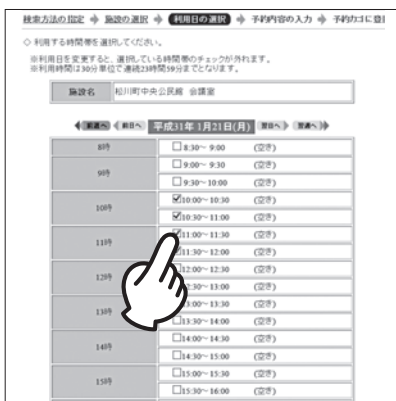 検索方法の指定 → 施設の選択 → 利用日の選択 → 予約内容の入力 → 予約カゴに登
◇ 利用する時間帯を選択してください。
※利用日を変更すると、選択している時間帯のチェックが外れます。
※利用時間は30分単位で連続23時間59分までとなります。
施設名 松川町中央公民館 会議室
前週へ 前日へ 平成31年1月21日(月) 翌日へ 翌週へ
8時 8:30～ 9:00 (空き)
9時 9:00～ 9:30 (空き)
9:30～ 10:00 (空き)
10時 10:00～ 10:30 (空き)
10:30～ 11:00 (空き)
11時 11:00～ 11:30 (空き)
11:30～ 12:00 (空き)
12時 12:00～ 12:30 (空き)
12:30～ 13:00 (空き)
13時 13:00～ 13:30 (空き)
13:30～ 14:00 (空き)
14時 14:00～ 14:30 (空き)
14:30～ 15:00 (空き)
15時 15:00～ 15:30 (空き)
15:30～ 16:00 (空き)